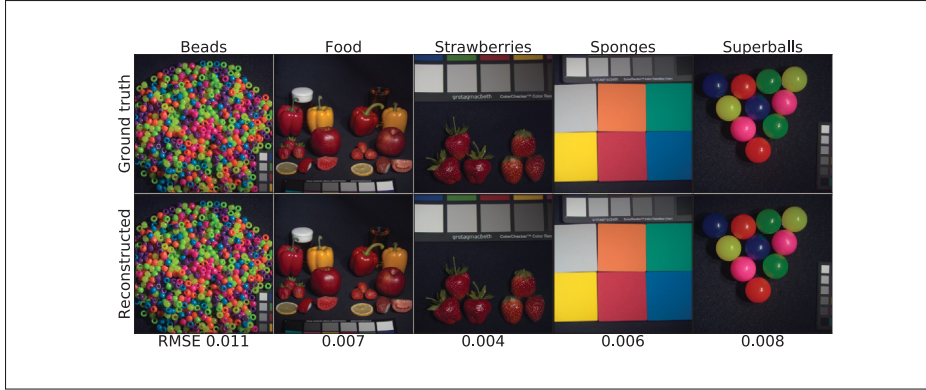 Beads Food Strawberries Sponges Superballs
Ground truth
Reconstructed
RMSE 0.011 0.007 0.004 0.006 0.008